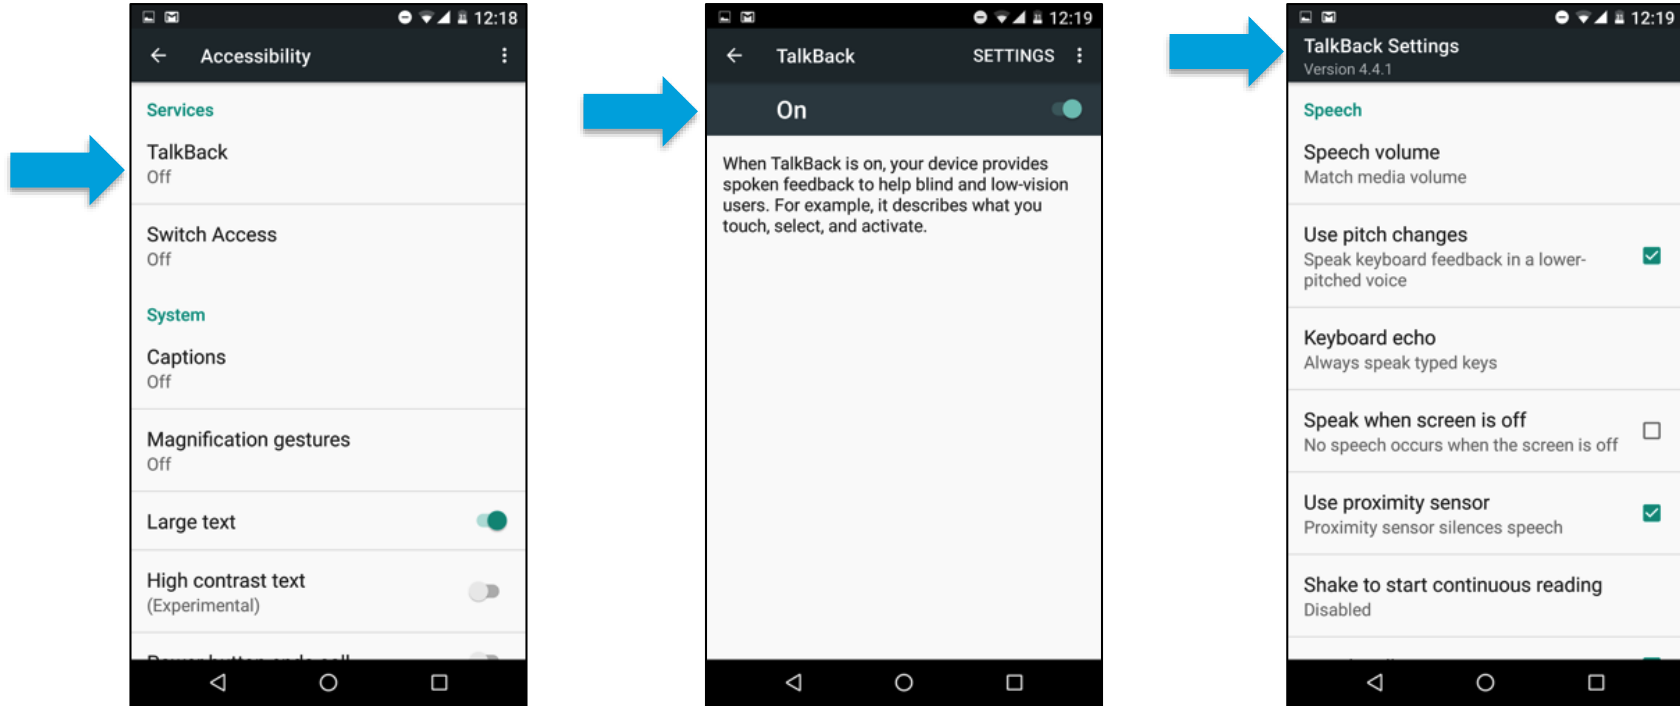 12:18
Accessibility
Services
TalkBack
Off
Switch Access
Off
System
Captions
Off
Magnification gestures
Off
Large text
High contrast text
(Experimental)
12:19
TalkBack SETTINGS
On
When TalkBack is on, your device provides
spoken feedback to help blind and low-vision
users. For example, it describes what you
touch, select, and activate.
12:19
TalkBack Settings
Version 4.4.1
Speech
Speech volume
Match media volume
Use pitch changes
Speak keyboard feedback in a lower-
pitched voice
Keyboard echo
Always speak typed keys
Speak when screen is off
No speech occurs when the screen is off
Use proximity sensor
Proximity sensor silences speech
Shake to start continuous reading
Disabled